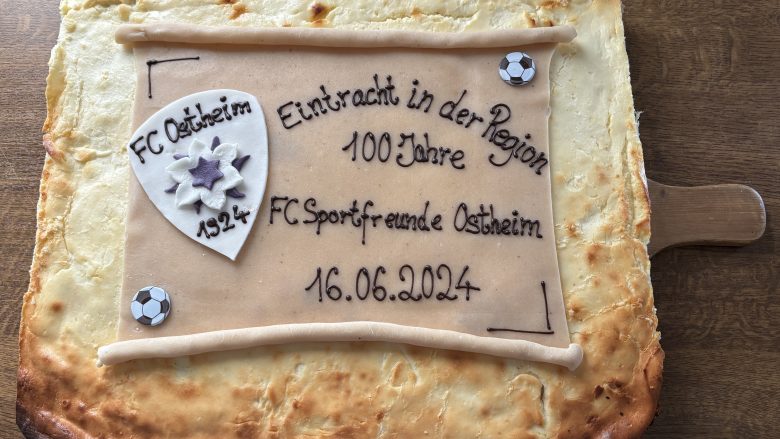 FC Ostheim
1924
Eintracht in der Region
100 Jahre
FC Sportfreunde Ostheim
16.06.2024